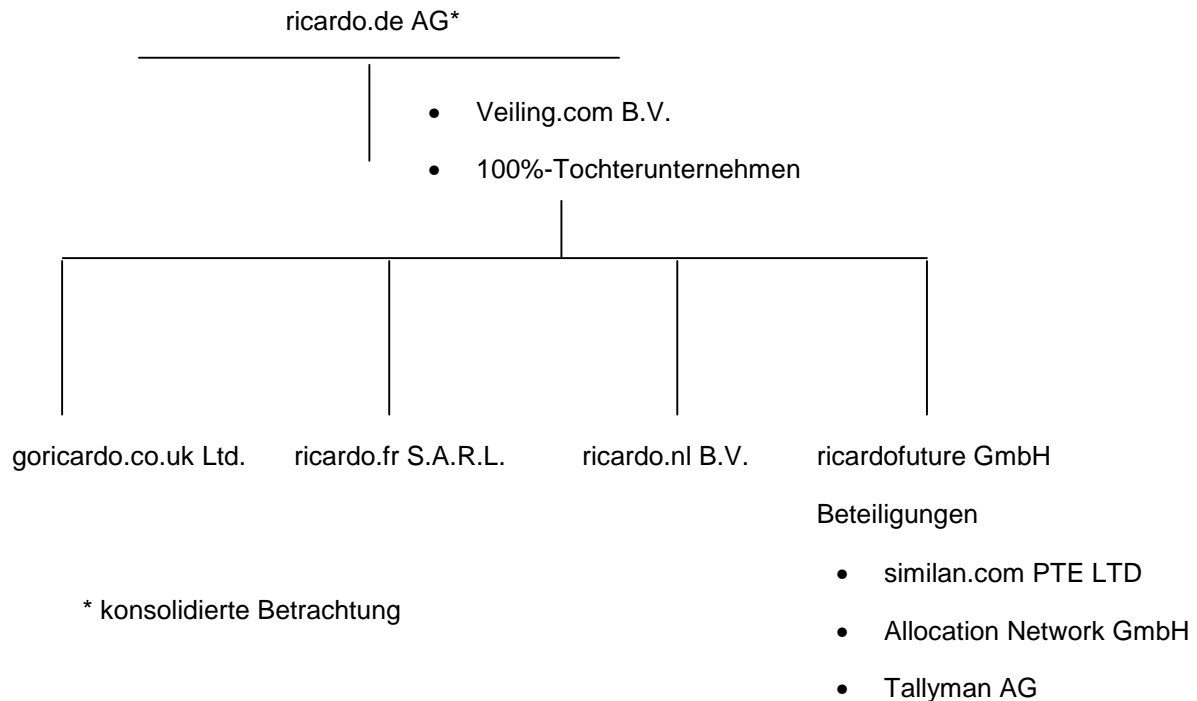 ricardo.de AG*
• Veiling.com B.V.
• 100%-Tochterunternehmen
goricardo.co.uk Ltd. ricardo.fr S.A.R.L. ricardo.nl B.V. ricardofuture GmbH
Beteiligungen
• similan.com PTE LTD
* konsolidierte Betrachtung
• Allocation Network GmbH
• Tallyman AG